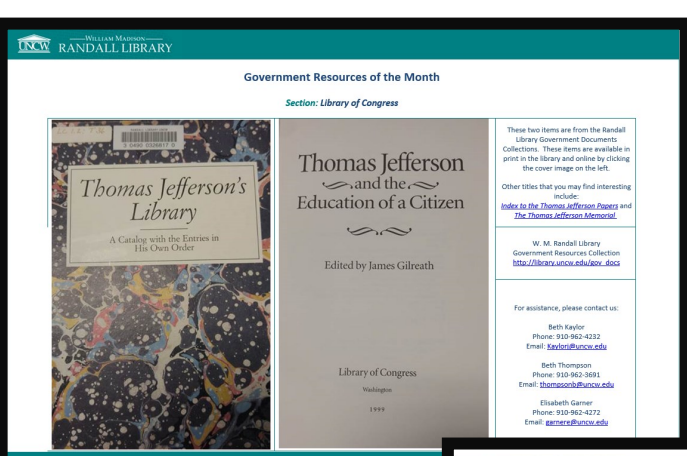 UNCW
WILLIAM MADISON
RANDALL LIBRARY
Government Resources of the Month
Section: Library of Congress
Thomas Jefferson's
Library
A Catalog with the Entries in
His Own Order
Thomas Jefferson
and the
Education of a Citizen
Edited by James Gilreath
Library of Congress
Washington
1999
These two items are from the Randall
Library Government Documents
Collections. These items are available in
print in the library and online by clicking
the cover image on the left.
Other titles that you may find interesting
include:
Index to the Thomas Jefferson Papers and
The Thomas Jefferson Memorial
W. M. Randall Library
Government Resources Collection
http://library.uncw.edu/gov_docs
For assistance, please contact us:
Beth Kaylor
Phone: 910-962-4232
Email: Kaylorj@uncw.edu
Beth Thompson
Phone: 910-962-3691
Email: thompsonb@uncw.edu
Elisabeth Garner
Phone: 910-962-4272
Email: garnere@uncw.edu